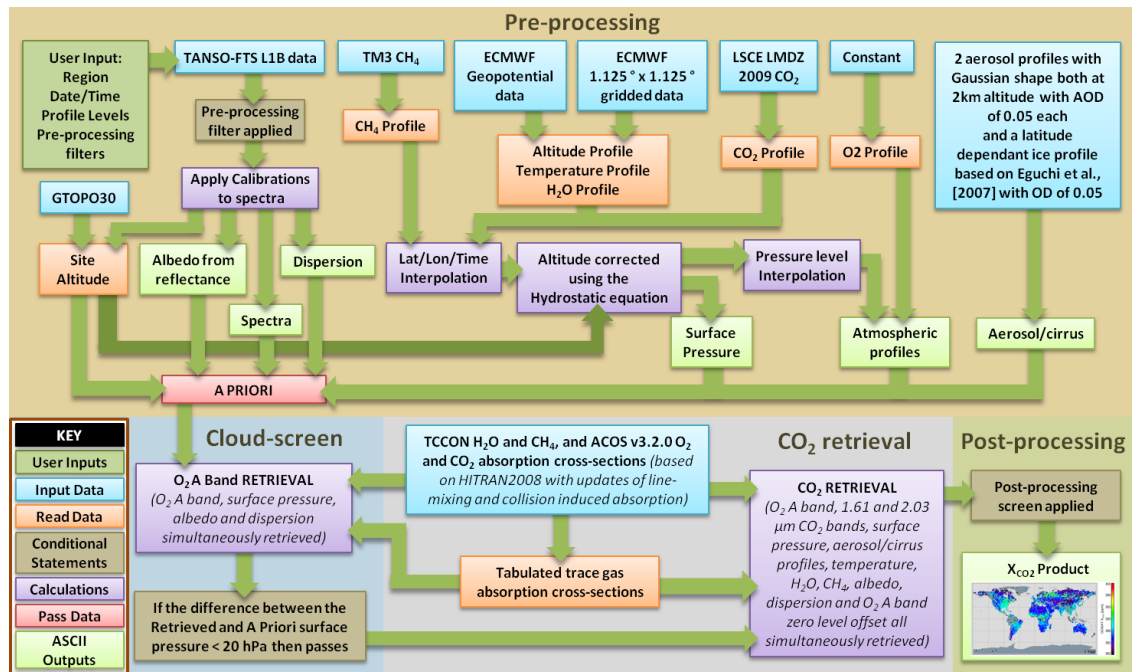 Pre-processing
User Input:
Region
Date/Time
Profile Levels
Pre-processing
filters
TANSO-FTS L1B data
Pre-processing
filter applied
Apply Calibrations
to spectra
GTOPO30
Site
Altitude
Albedo from
reflectance
Spectra
Dispersion
TM3 CH₄
CH₄ Profile
ECMWF
Geopotential
data
ECMWF
1.125° x 1.125°
gridded data
Altitude Profile
Temperature Profile
H₂O Profile
LSCE LMDZ
2009 CO₂
CO₂ Profile
Constant
O2 Profile
2 aerosol profiles with
Gaussian shape both at
2km altitude with AOD
of 0.05 each
and a latitude
dependant ice profile
based on Eguchi et al.,
[2007] with OD of 0.05
Lat/Lon/Time
Interpolation
Altitude corrected
using the
Hydrostatic equation
Pressure level
Interpolation
Surface
Pressure
Atmospheric
profiles
Aerosol/cirrus
A PRIORI
KEY
User Inputs
Input Data
Read Data
Conditional
Statements
Calculations
Pass Data
ASCII
Outputs
Cloud-screen
O₂ A Band RETRIEVAL
(O₂ A band, surface pressure,
albedo and dispersion
simultaneously retrieved)
If the difference between the
Retrieved and A Priori surface
pressure < 20 hPa then passes
TCCON H₂O and CH₄, and ACOS v3.2.0 O₂
and CO₂ absorption cross-sections (based
on HITRAN2008 with updates of line-
mixing and collision induced absorption)
Tabulated trace gas
absorption cross-sections
CO₂ retrieval
CO₂ RETRIEVAL
(O₂ A band, 1.61 and 2.03
μm CO₂ bands, surface
pressure, aerosol/cirrus
profiles, temperature,
H₂O, CH₄, albedo,
dispersion and O₂ A band
zero level offset all
simultaneously retrieved)
Post-processing
Post-processing
screen applied
X_CO2 Product